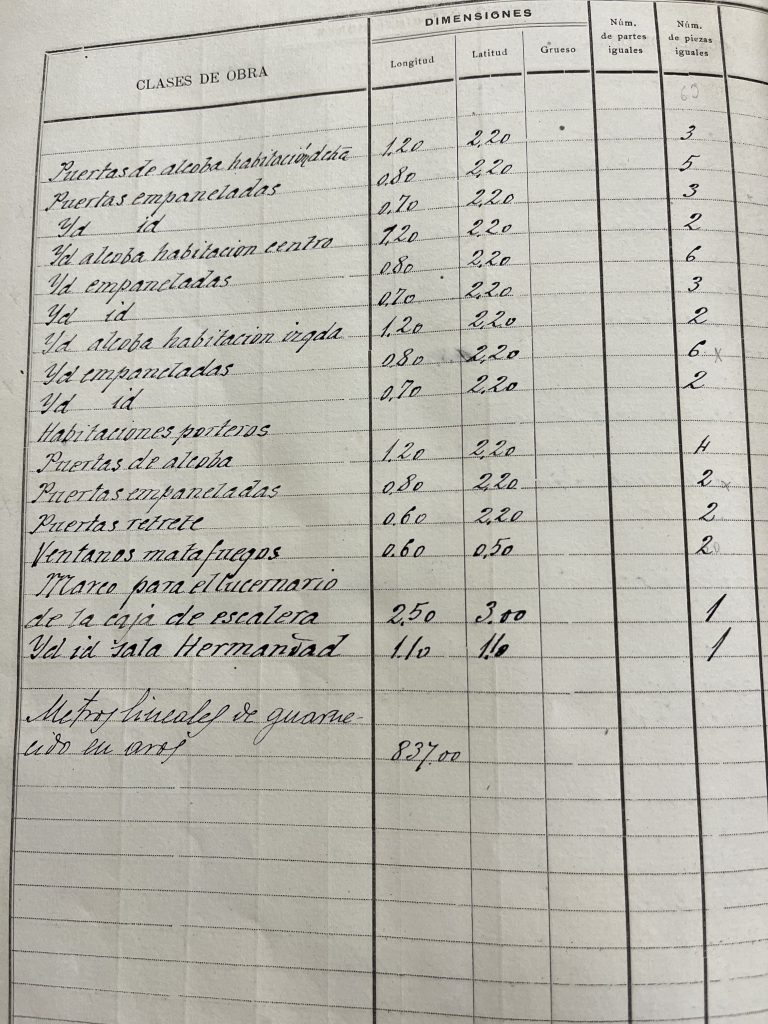 DIMENSIONES
CLASES DE OBRA Longitud Latitud Grueso Núm. de partes iguales Núm. de piezas iguales
69
Puertas de alcoba habitación dcha 1,20 2,20 3
Puertas empaneladas 0,80 2,20 5
Yd id 0,70 2,20 3
Yd alcoba habitacion centro 1,20 2,20 2
Yd empaneladas 0,80 2,20 6
Yd id 0,70 2,20 3
Yd alcoba habitacion izqda 1,20 2,20 2
Yd empaneladas 0,80 2,20 6 x
Yd id 0,70 2,20 2
Habitaciones porteros
Puertas de alcoba 1,20 2,20 4
Puertas empaneladas 0,80 2,20 2 x
Puertas retrete 0.60 2,20 2
Ventanos matafuegos 0.60 0,50 2
Marco para el lucernario
de la caja de escalera 2,50 3,00 1
Yd id sala Hermandad 1.10 1.10 1
Metros lineales de guarne-
cido en aros 837,00